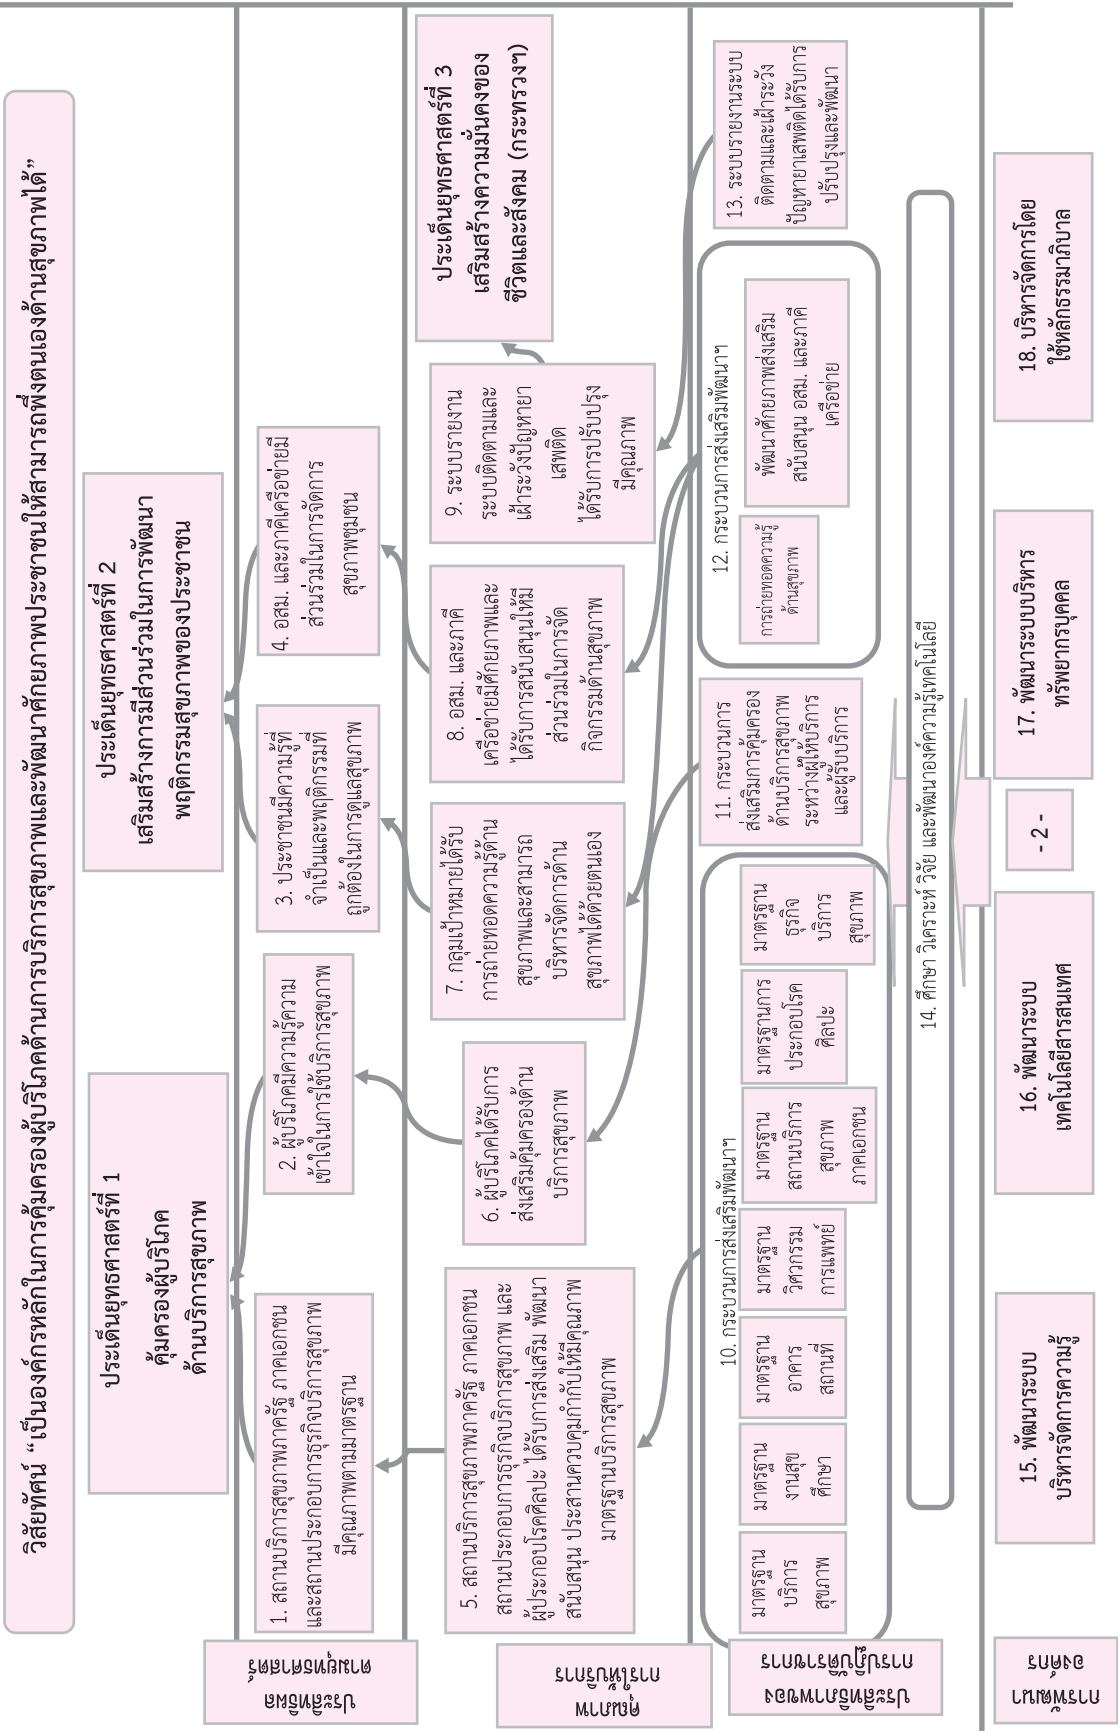 วิสัยทัศน์ “เป็นองค์กรหลักในการคุ้มครองผู้บริโภคด้านการบริการสุขภาพและพัฒนาศักยภาพประชาชนให้สามารถพึ่งตนเองด้านสุขภาพได้”
ประเด็นยุทธศาสตร์ที่ 1
คุ้มครองผู้บริโภค
ด้านบริการสุขภาพ
ประเด็นยุทธศาสตร์ที่ 2
เสริมสร้างการมีส่วนร่วมในการพัฒนา
พฤติกรรมสุขภาพของประชาชน
ประเด็นยุทธศาสตร์ที่ 3
เสริมสร้างความมั่นคงของ
ชีวิตและสังคม (กระทรวงฯ)
ประสิทธิผล
ตามยุทธศาสตร์
1. สถานบริการสุขภาพภาครัฐ ภาคเอกชน
และสถานประกอบการธุรกิจบริการสุขภาพ
มีคุณภาพตามมาตรฐาน
2. ผู้บริโภคมีความรู้ความ
เข้าใจในการใช้บริการสุขภาพ
3. ประชาชนมีความรู้ที่
จำเป็นและพฤติกรรมที่
ถูกต้องในการดูแลสุขภาพ
4. อสม. และภาคีเครือข่ายมี
ส่วนร่วมในการจัดการ
สุขภาพชุมชน
คุณภาพ
การให้บริการ
5. สถานบริการสุขภาพภาครัฐ ภาคเอกชน
สถานประกอบการธุรกิจบริการสุขภาพ และ
ผู้ประกอบโรคศิลปะ ได้รับการส่งเสริม พัฒนา
สนับสนุน ประสานควบคุมกำกับให้มีคุณภาพ
มาตรฐานบริการสุขภาพ
6. ผู้บริโภคได้รับการ
ส่งเสริมคุ้มครองด้าน
บริการสุขภาพ
7. กลุ่มเป้าหมายได้รับ
การถ่ายทอดความรู้ด้าน
สุขภาพและสามารถ
บริหารจัดการด้าน
สุขภาพได้ด้วยตนเอง
8. อสม. และภาคี
เครือข่ายมีศักยภาพและ
ได้รับการสนับสนุนให้มี
ส่วนร่วมในการจัด
กิจกรรมด้านสุขภาพ
9. ระบบรายงาน
ระบบติดตามและ
เฝ้าระวังปัญหายา
เสพติด
ได้รับการปรับปรุง
มีคุณภาพ
ประสิทธิภาพของ
การปฏิบัติราชการ
10. กระบวนการส่งเสริมพัฒนาฯ
มาตรฐาน
บริการ
สุขภาพ
มาตรฐาน
งานสุข
ศึกษา
มาตรฐาน
อาคาร
สถานที่
มาตรฐาน
วิศวกรรม
การแพทย์
มาตรฐาน
สถานบริการ
สุขภาพ
ภาคเอกชน
มาตรฐานการ
ประกอบโรค
ศิลปะ
มาตรฐาน
ธุรกิจ
บริการ
สุขภาพ
11. กระบวนการ
ส่งเสริมการคุ้มครอง
ด้านบริการสุขภาพ
ระหว่างผู้ให้บริการ
และผู้รับบริการ
12. กระบวนการส่งเสริมพัฒนาฯ
การถ่ายทอดความรู้
ด้านสุขภาพ
พัฒนาศักยภาพส่งเสริม
สนับสนุน อสม. และภาคี
เครือข่าย
13. ระบบรายงานระบบ
ติดตามและเฝ้าระวัง
ปัญหายาเสพติดได้รับการ
ปรับปรุงและพัฒนา
14. ศึกษา วิเคราะห์ วิจัย และพัฒนาองค์ความรู้เทคโนโลยี
การพัฒนา
องค์กร
15. พัฒนาระบบ
บริหารจัดการความรู้
16. พัฒนาระบบ
เทคโนโลยีสารสนเทศ
- 2 -
17. พัฒนาระบบบริหาร
ทรัพยากรบุคคล
18. บริหารจัดการโดย
ใช้หลักธรรมาภิบาล